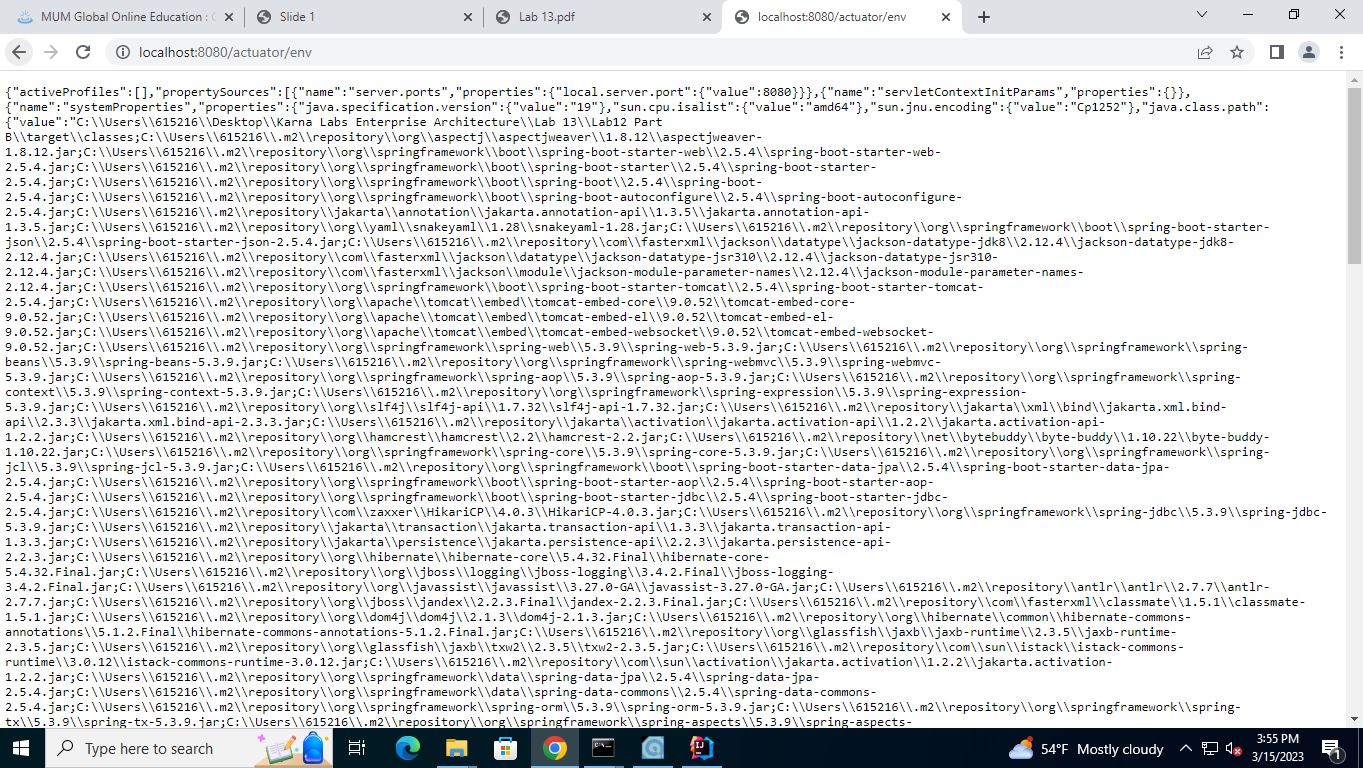 MUM Global Online Education : 
Slide 1
Lab 13.pdf
localhost:8080/actuator/env
localhost:8080/actuator/env
{"activeProfiles":[],"propertySources":[{"name":"server.ports","properties":{"local.server.port":{"value":8080}}},{"name":"servletContextInitParams","properties":{}},
{"name":"systemProperties","properties":{"java.specification.version":{"value":"19"},"sun.cpu.isalist":{"value":"amd64"},"sun.jnu.encoding":{"value":"Cp1252"},"java.class.path":
{"value":"C:\\Users\\615216\\Desktop\\Karna Labs Enterprise Architecture\\Lab 13\\Lab12 Part
B\\target\\classes;C:\\Users\\615216\\.m2\\repository\\org\\aspectj\\aspectjweaver\\1.8.12\\aspectjweaver-
1.8.12.jar;C:\\Users\\615216\\.m2\\repository\\org\\springframework\\boot\\spring-boot-starter-web\\2.5.4\\spring-boot-starter-web-
2.5.4.jar;C:\\Users\\615216\\.m2\\repository\\org\\springframework\\boot\\spring-boot-starter\\2.5.4\\spring-boot-starter-
2.5.4.jar;C:\\Users\\615216\\.m2\\repository\\org\\springframework\\boot\\spring-boot\\2.5.4\\spring-boot-
2.5.4.jar;C:\\Users\\615216\\.m2\\repository\\org\\springframework\\boot\\spring-boot-autoconfigure\\2.5.4\\spring-boot-autoconfigure-
2.5.4.jar;C:\\Users\\615216\\.m2\\repository\\jakarta\\annotation\\jakarta.annotation-api\\1.3.5\\jakarta.annotation-api-
1.3.5.jar;C:\\Users\\615216\\.m2\\repository\\org\\yaml\\snakeyaml\\1.28\\snakeyaml-1.28.jar;C:\\Users\\615216\\.m2\\repository\\org\\springframework\\boot\\spring-boot-starter-
json\\2.5.4\\spring-boot-starter-json-2.5.4.jar;C:\\Users\\615216\\.m2\\repository\\com\\fasterxml\\jackson\\datatype\\jackson-datatype-jdk8\\2.12.4\\jackson-datatype-jdk8-
2.12.4.jar;C:\\Users\\615216\\.m2\\repository\\com\\fasterxml\\jackson\\datatype\\jackson-datatype-jsr310\\2.12.4\\jackson-datatype-jsr310-
2.12.4.jar;C:\\Users\\615216\\.m2\\repository\\com\\fasterxml\\jackson\\module\\jackson-module-parameter-names\\2.12.4\\jackson-module-parameter-names-
2.12.4.jar;C:\\Users\\615216\\.m2\\repository\\org\\springframework\\boot\\spring-boot-starter-tomcat\\2.5.4\\spring-boot-starter-tomcat-
2.5.4.jar;C:\\Users\\615216\\.m2\\repository\\org\\apache\\tomcat\\embed\\tomcat-embed-core\\9.0.52\\tomcat-embed-core-
9.0.52.jar;C:\\Users\\615216\\.m2\\repository\\org\\apache\\tomcat\\embed\\tomcat-embed-el\\9.0.52\\tomcat-embed-el-
9.0.52.jar;C:\\Users\\615216\\.m2\\repository\\org\\apache\\tomcat\\embed\\tomcat-embed-websocket\\9.0.52\\tomcat-embed-websocket-
9.0.52.jar;C:\\Users\\615216\\.m2\\repository\\org\\springframework\\spring-web\\5.3.9\\spring-web-5.3.9.jar;C:\\Users\\615216\\.m2\\repository\\org\\springframework\\spring-
beans\\5.3.9\\spring-beans-5.3.9.jar;C:\\Users\\615216\\.m2\\repository\\org\\springframework\\spring-webmvc\\5.3.9\\spring-webmvc-
5.3.9.jar;C:\\Users\\615216\\.m2\\repository\\org\\springframework\\spring-aop\\5.3.9\\spring-aop-5.3.9.jar;C:\\Users\\615216\\.m2\\repository\\org\\springframework\\spring-
context\\5.3.9\\spring-context-5.3.9.jar;C:\\Users\\615216\\.m2\\repository\\org\\springframework\\spring-expression\\5.3.9\\spring-expression-
5.3.9.jar;C:\\Users\\615216\\.m2\\repository\\org\\slf4j\\slf4j-api\\1.7.32\\slf4j-api-1.7.32.jar;C:\\Users\\615216\\.m2\\repository\\jakarta\\xml\\bind\\jakarta.xml.bind-
api\\2.3.3\\jakarta.xml.bind-api-2.3.3.jar;C:\\Users\\615216\\.m2\\repository\\jakarta\\activation\\jakarta.activation-api\\1.2.2\\jakarta.activation-api-
1.2.2.jar;C:\\Users\\615216\\.m2\\repository\\org\\hamcrest\\hamcrest\\2.2\\hamcrest-2.2.jar;C:\\Users\\615216\\.m2\\repository\\net\\bytebuddy\\byte-buddy\\1.10.22\\byte-buddy-
1.10.22.jar;C:\\Users\\615216\\.m2\\repository\\org\\springframework\\spring-core\\5.3.9\\spring-core-5.3.9.jar;C:\\Users\\615216\\.m2\\repository\\org\\springframework\\spring-
jcl\\5.3.9\\spring-jcl-5.3.9.jar;C:\\Users\\615216\\.m2\\repository\\org\\springframework\\boot\\spring-boot-starter-data-jpa\\2.5.4\\spring-boot-starter-data-jpa-
2.5.4.jar;C:\\Users\\615216\\.m2\\repository\\org\\springframework\\boot\\spring-boot-starter-aop\\2.5.4\\spring-boot-starter-aop-
2.5.4.jar;C:\\Users\\615216\\.m2\\repository\\org\\springframework\\boot\\spring-boot-starter-jdbc\\2.5.4\\spring-boot-starter-jdbc-
2.5.4.jar;C:\\Users\\615216\\.m2\\repository\\com\\zaxxer\\HikariCP\\4.0.3\\HikariCP-4.0.3.jar;C:\\Users\\615216\\.m2\\repository\\org\\springframework\\spring-jdbc\\5.3.9\\spring-jdbc-
5.3.9.jar;C:\\Users\\615216\\.m2\\repository\\jakarta\\transaction\\jakarta.transaction-api\\1.3.3\\jakarta.transaction-api-
1.3.3.jar;C:\\Users\\615216\\.m2\\repository\\jakarta\\persistence\\jakarta.persistence-api\\2.2.3\\jakarta.persistence-api-
2.2.3.jar;C:\\Users\\615216\\.m2\\repository\\org\\hibernate\\hibernate-core\\5.4.32.Final\\hibernate-core-
5.4.32.Final.jar;C:\\Users\\615216\\.m2\\repository\\org\\jboss\\logging\\jboss-logging\\3.4.2.Final\\jboss-logging-
3.4.2.Final.jar;C:\\Users\\615216\\.m2\\repository\\org\\javassist\\javassist\\3.27.0-GA\\javassist-3.27.0-GA.jar;C:\\Users\\615216\\.m2\\repository\\antlr\\antlr\\2.7.7\\antlr-
2.7.7.jar;C:\\Users\\615216\\.m2\\repository\\org\\jboss\\jandex\\2.2.3.Final\\jandex-2.2.3.Final.jar;C:\\Users\\615216\\.m2\\repository\\com\\fasterxml\\classmate\\1.5.1\\classmate-
1.5.1.jar;C:\\Users\\615216\\.m2\\repository\\org\\dom4j\\dom4j\\2.1.3\\dom4j-2.1.3.jar;C:\\Users\\615216\\.m2\\repository\\org\\hibernate\\common\\hibernate-commons-
annotations\\5.1.2.Final\\hibernate-commons-annotations-5.1.2.Final.jar;C:\\Users\\615216\\.m2\\repository\\org\\glassfish\\jaxb\\jaxb-runtime\\2.3.5\\jaxb-runtime-
2.3.5.jar;C:\\Users\\615216\\.m2\\repository\\org\\glassfish\\jaxb\\txw2\\2.3.5\\txw2-2.3.5.jar;C:\\Users\\615216\\.m2\\repository\\com\\sun\\istack\\istack-commons-
runtime\\3.0.12\\istack-commons-runtime-3.0.12.jar;C:\\Users\\615216\\.m2\\repository\\com\\sun\\activation\\jakarta.activation\\1.2.2\\jakarta.activation-
1.2.2.jar;C:\\Users\\615216\\.m2\\repository\\org\\springframework\\data\\spring-data-jpa\\2.5.4\\spring-data-jpa-
2.5.4.jar;C:\\Users\\615216\\.m2\\repository\\org\\springframework\\data\\spring-data-commons\\2.5.4\\spring-data-commons-
2.5.4.jar;C:\\Users\\615216\\.m2\\repository\\org\\springframework\\spring-orm\\5.3.9\\spring-orm-5.3.9.jar;C:\\Users\\615216\\.m2\\repository\\org\\springframework\\spring-
tx\\5.3.9\\spring-tx-5.3.9.jar;C:\\Users\\615216\\.m2\\repository\\org\\springframework\\spring-aspects\\5.3.9\\spring-aspects-
Type here to search
54°F Mostly cloudy
3:55 PM
3/15/2023
1